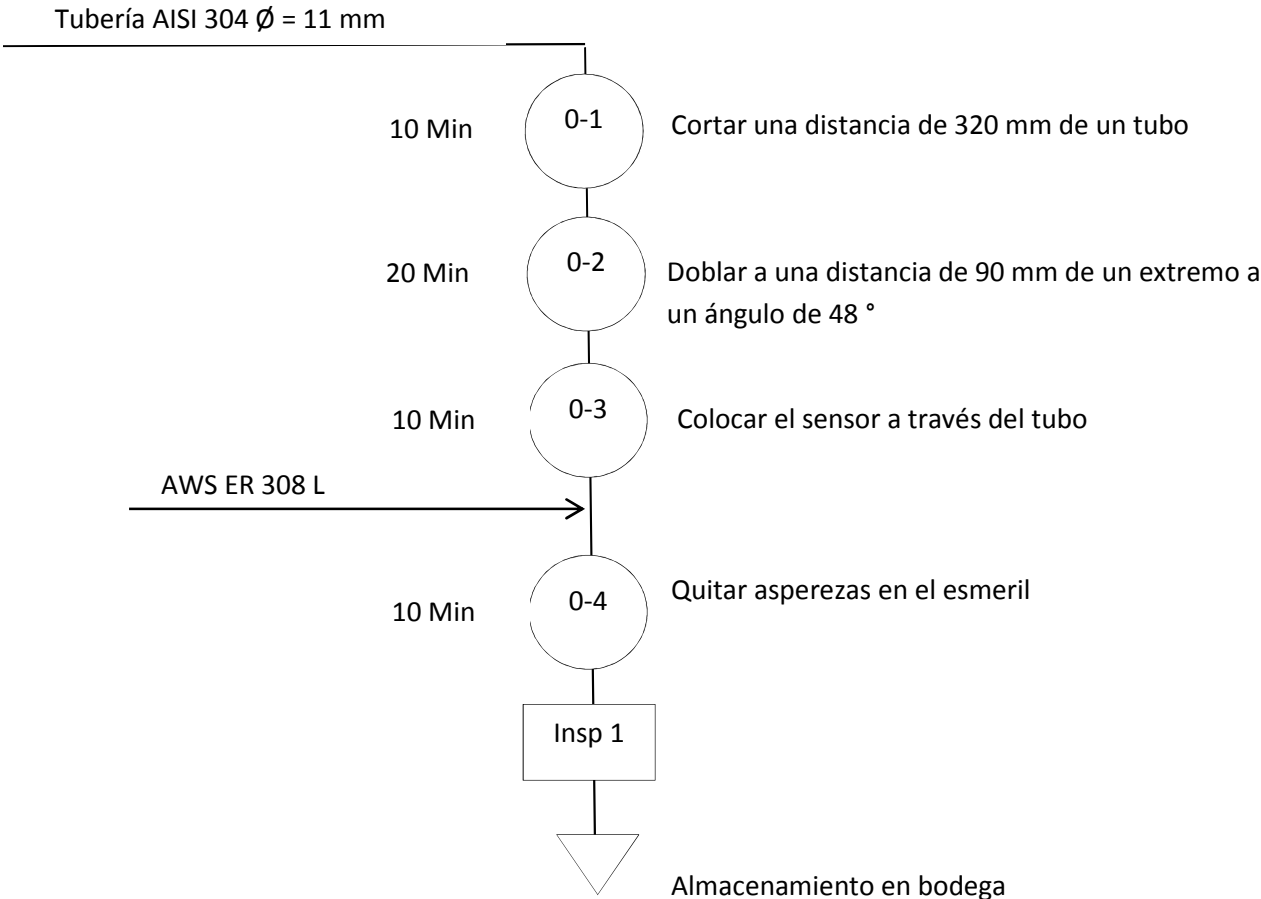 Tubería AISI 304 Ø = 11 mm
10 Min
0-1
Cortar una distancia de 320 mm de un tubo
20 Min
0-2
Doblar a una distancia de 90 mm de un extremo a
un ángulo de 48 °
10 Min
0-3
Colocar el sensor a través del tubo
AWS ER 308 L
10 Min
0-4
Quitar asperezas en el esmeril
Insp 1
Almacenamiento en bodega